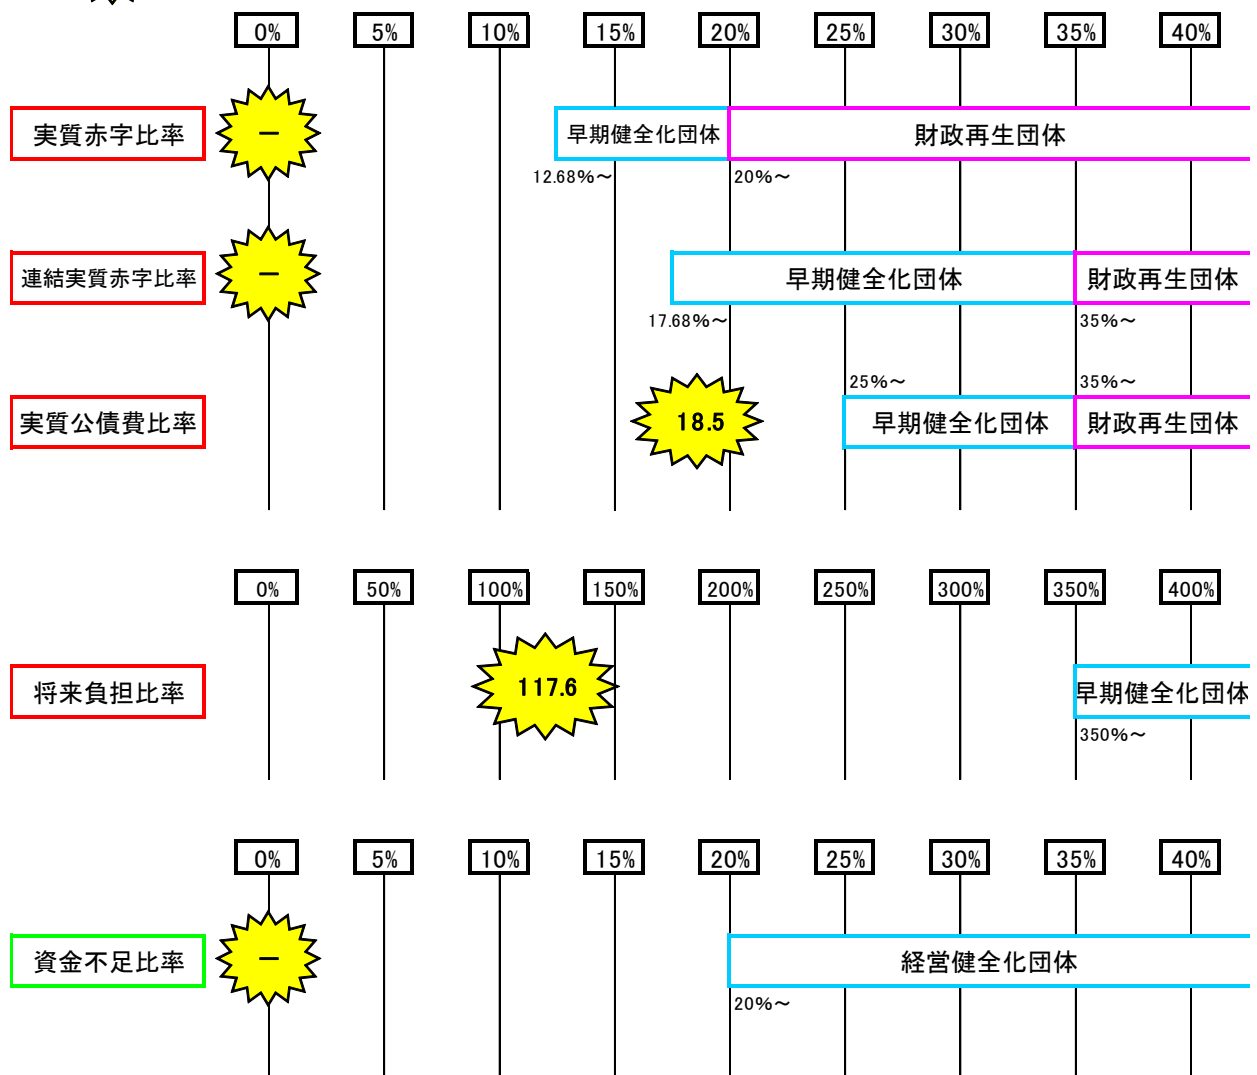 0% 5% 10% 15% 20% 25% 30% 35% 40%
実質赤字比率 － 早期健全化団体 財政再生団体
12.68%～ 20%～
連結実質赤字比率 － 早期健全化団体 財政再生団体
17.68%～ 35%～
25%～ 35%～
実質公債費比率 18.5 早期健全化団体 財政再生団体
0% 50% 100% 150% 200% 250% 300% 350% 400%
将来負担比率 117.6 早期健全化団体
350%～
0% 5% 10% 15% 20% 25% 30% 35% 40%
資金不足比率 － 経営健全化団体
20%～